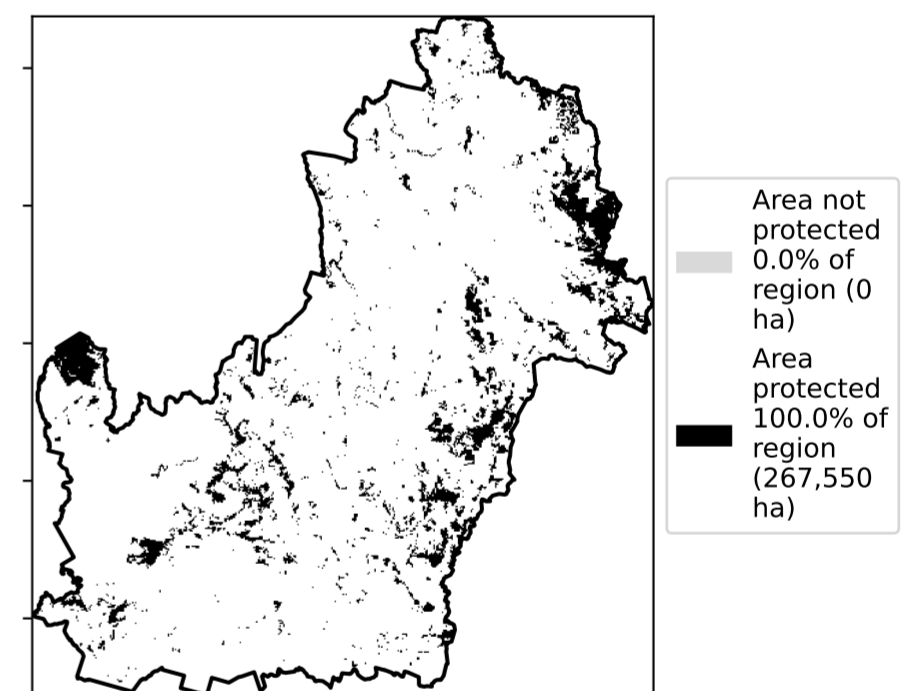 Area not
protected
0.0% of
region (0
ha)
Area
protected
100.0% of
region
(267,550
ha)